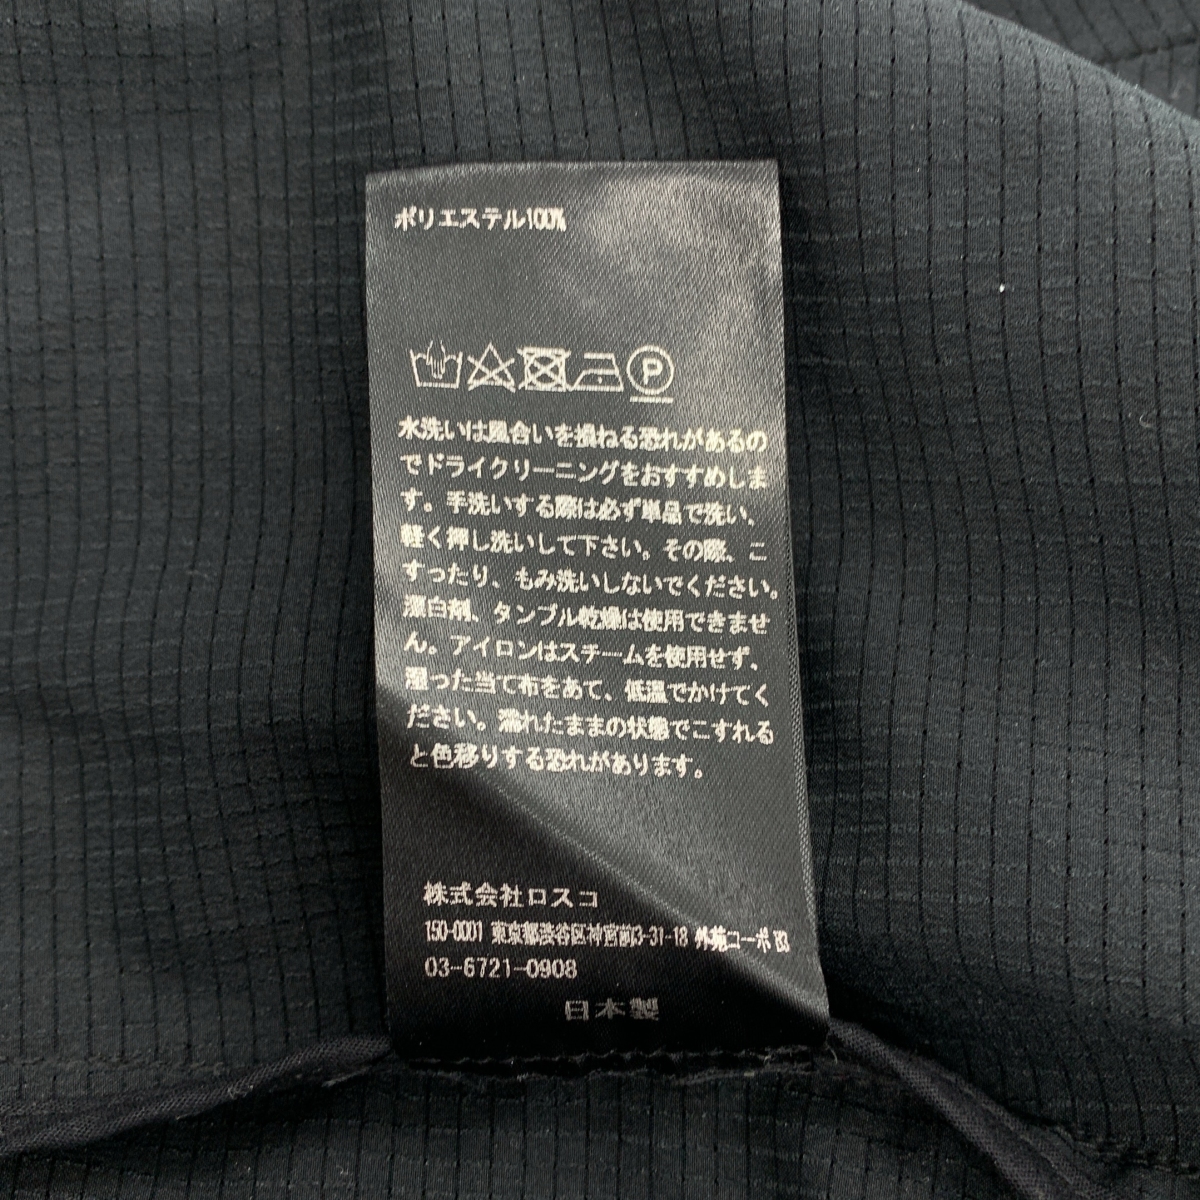 ポリエステル100%
P
水洗いは風合いを損ねる恐れがあるの
でドライクリーニングをおすすめしま
す。手洗いする際は必ず単品で洗い、
軽く押し洗いして下さい。その際、こ
すったり、もみ洗いしないでください。
漂白剤、タンブル乾燥は使用できませ
ん。アイロンはスチームを使用せず、
湿った当て布をあて、低温でかけてく
ださい。濡れたままの状態でこすれる
と色移りする恐れがあります。
株式会社ロスコ
150-0001 東京都渋谷区神宮前3-31-18 外苑コーポ B3
03-6721-0908
日本製